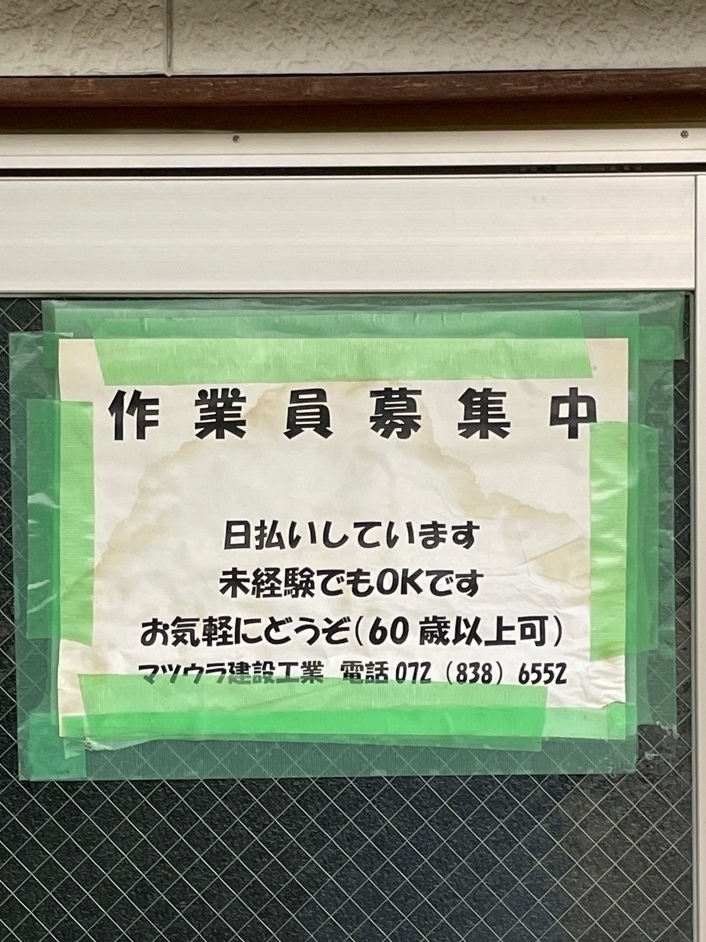 作業員募集中
日払いしています
未経験でもOKです
お気軽にどうぞ(60歳以上可)
マツウラ建設工業 電話 072 (838) 6552